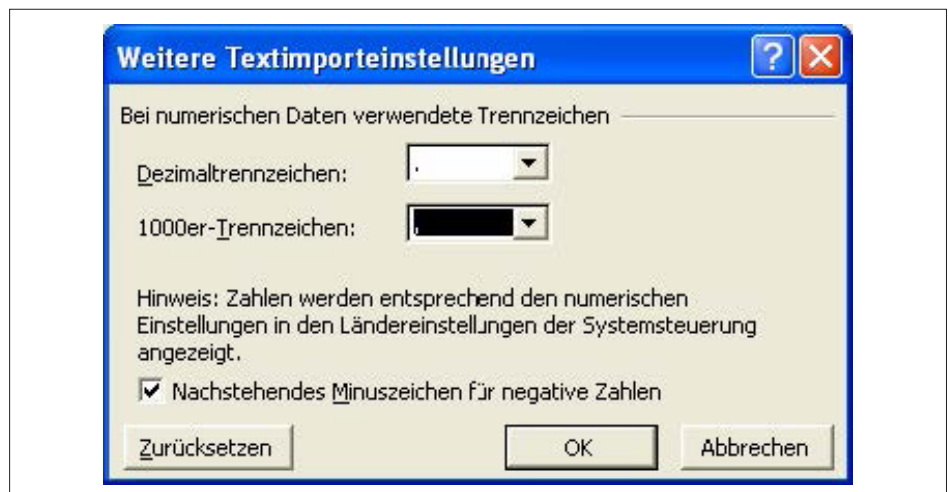 Weitere Textimporteinstellungen
Bei numerischen Daten verwendete Trennzeichen
Dezimaltrennzeichen: .
1000er-Trennzeichen: ,
Hinweis: Zahlen werden entsprechend den numerischen
Einstellungen in den Ländereinstellungen der Systemsteuerung
angezeigt.
Nachstehendes Minuszeichen für negative Zahlen
Zurücksetzen OK Abbrechen